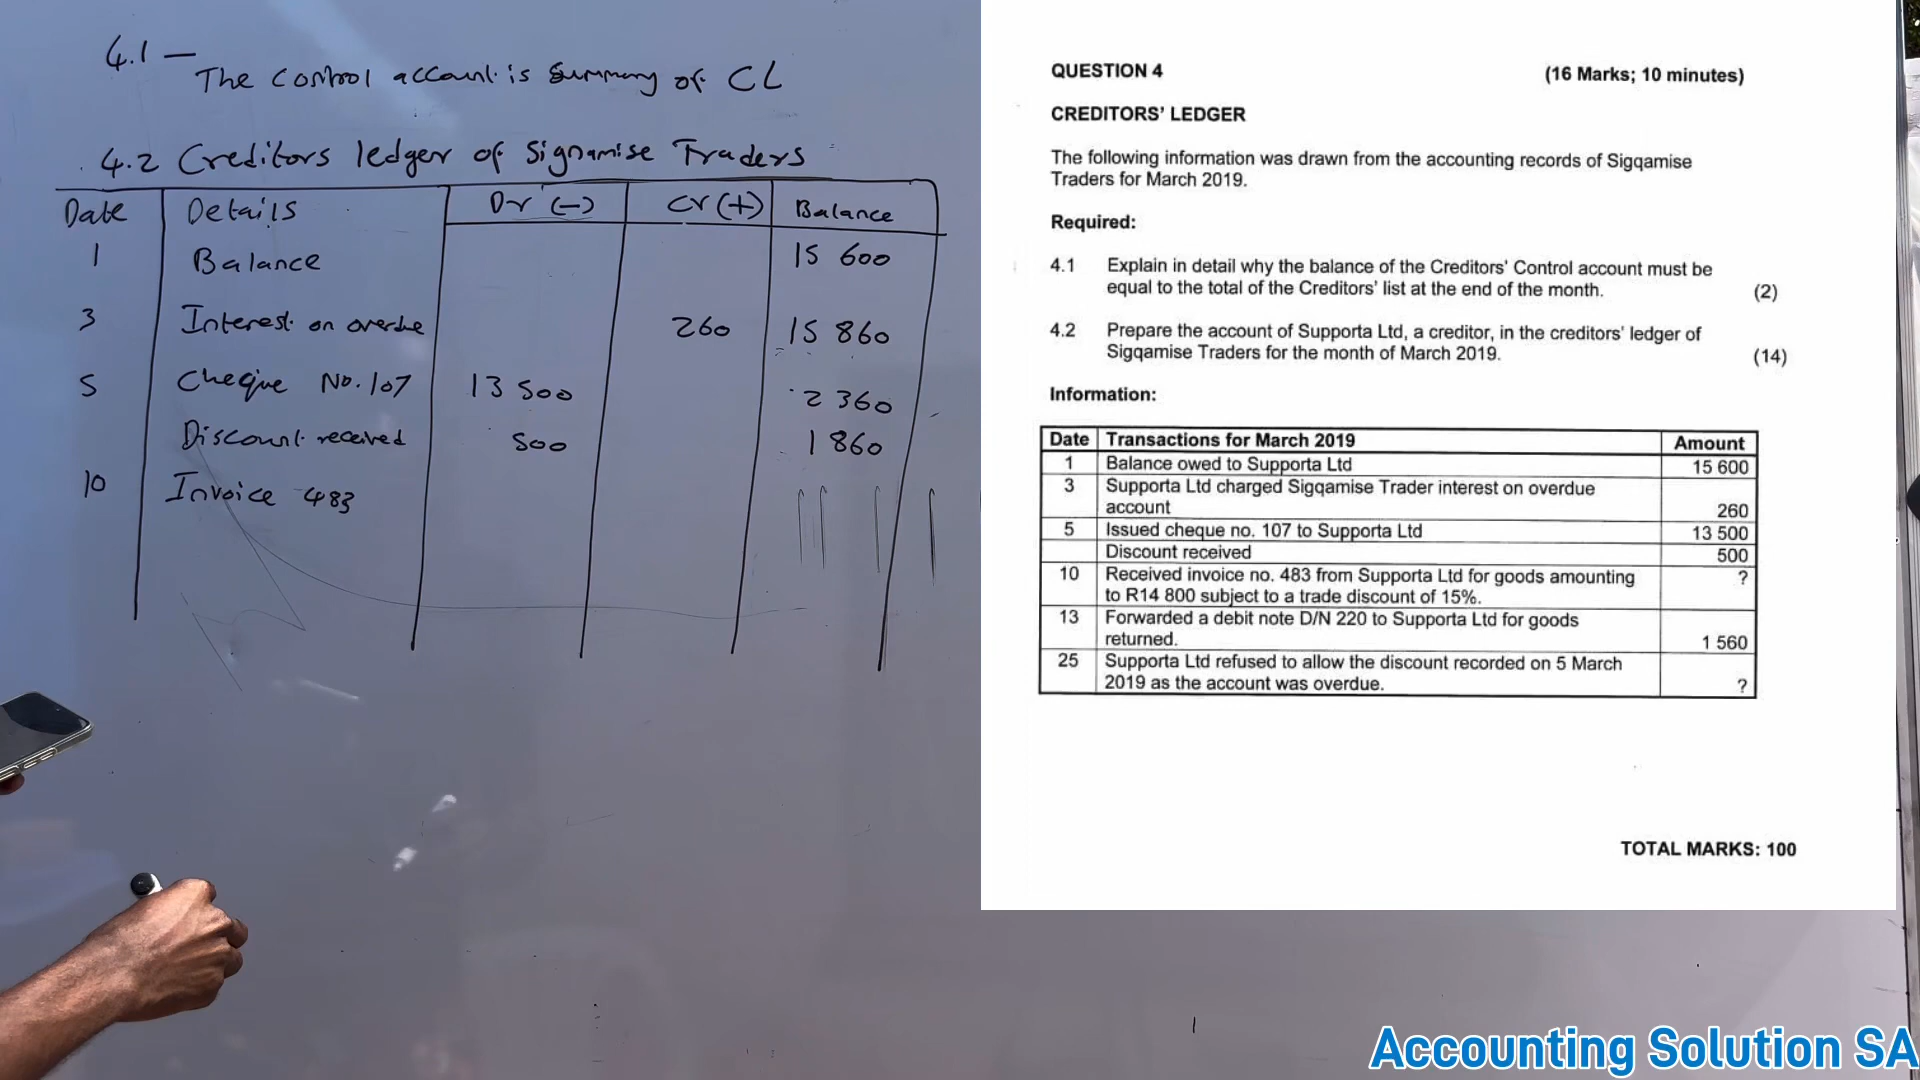 4.1 –
The control account is summary of CL
4.2 Creditors ledger of Signamise Traders
Date Details Dr (-) Cr (+) Balance
1 Balance 15 600
3 Interest on overdue 260 15 860
5 Cheque No. 107 13 500 2 360
Discount received 500 1 860
10 Invoice 483
QUESTION 4 (16 Marks; 10 minutes)
CREDITORS' LEDGER
The following information was drawn from the accounting records of Sigqamise
Traders for March 2019.
Required:
4.1 Explain in detail why the balance of the Creditors' Control account must be
equal to the total of the Creditors' list at the end of the month. (2)
4.2 Prepare the account of Supporta Ltd, a creditor, in the creditors' ledger of
Sigqamise Traders for the month of March 2019. (14)
Information:
Date Transactions for March 2019 Amount
1 Balance owed to Supporta Ltd 15 600
3 Supporta Ltd charged Sigqamise Trader interest on overdue
account 260
5 Issued cheque no. 107 to Supporta Ltd 13 500
Discount received 500
10 Received invoice no. 483 from Supporta Ltd for goods amounting ?
to R14 800 subject to a trade discount of 15%.
13 Forwarded a debit note D/N 220 to Supporta Ltd for goods
returned. 1 560
25 Supporta Ltd refused to allow the discount recorded on 5 March
2019 as the account was overdue. ?
TOTAL MARKS: 100
Accounting Solution SA